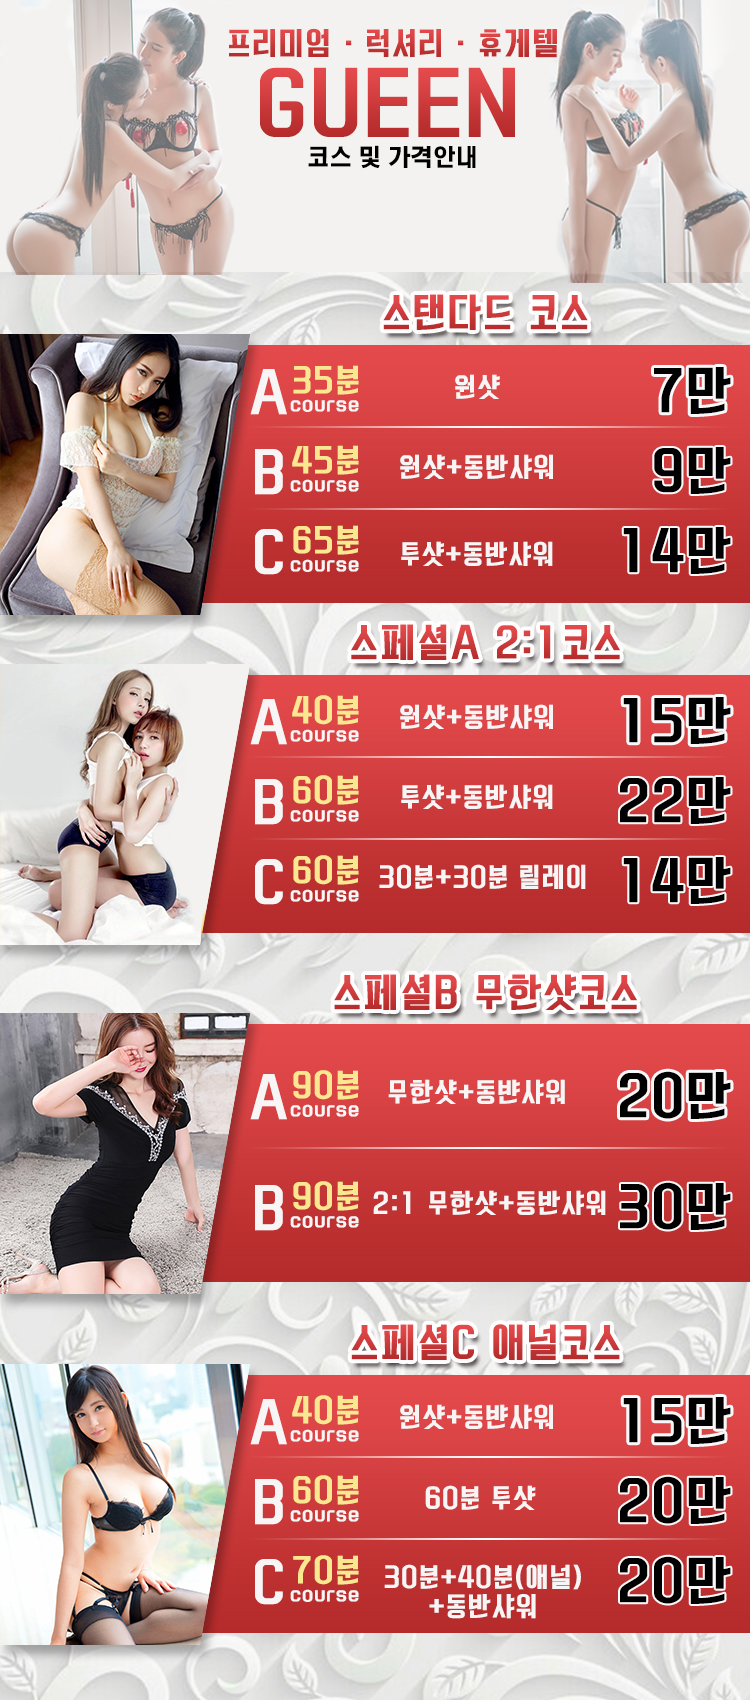 프리미엄 · 럭셔리 · 휴게텔
GUEEN
코스 및 가격안내
스탠다드 코스
A 35분 course 원샷 7만
B 45분 course 원샷+동반샤워 9만
C 65분 course 투샷+동반샤워 14만
스페셜A 2:1코스
A 40분 course 원샷+동반샤워 15만
B 60분 course 투샷+동반샤워 22만
C 60분 course 30분+30분 릴레이 14만
스페셜B 무한샷코스
A 90분 course 무한샷+동뱐샤워 20만
B 90분 course 2:1 무한샷+동반샤워 30만
스페셜C 애널코스
A 40분 course 원샷+동뱐샤워 15만
B 60분 course 60분 투샷 20만
C 70분 course 30분+40분(애널) 20만
+동반샤워